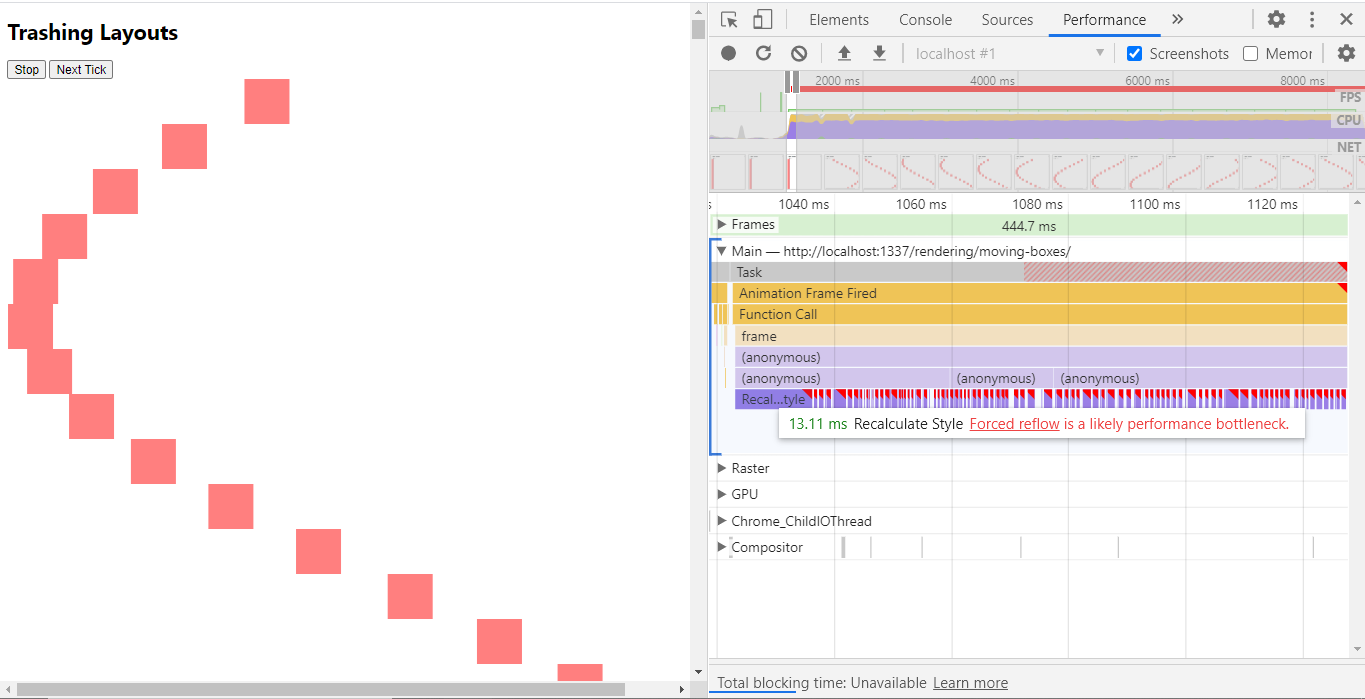 Trashing Layouts
Stop Next Tick
Elements Console Sources Performance
localhost #1 Screenshots Memor
2000 ms 4000 ms 6000 ms 8000 ms
FPS
CPU
NET
1040 ms 1060 ms 1080 ms 1100 ms 1120 ms
Frames 444.7 ms
Main — http://localhost:1337/rendering/moving-boxes/
Task
Animation Frame Fired
Function Call
frame
(anonymous)
(anonymous) (anonymous) (anonymous)
Recal...tyle
13.11 ms Recalculate Style Forced reflow is a likely performance bottleneck.
Raster
GPU
Chrome_ChildIOThread
Compositor
Total blocking time: Unavailable Learn more